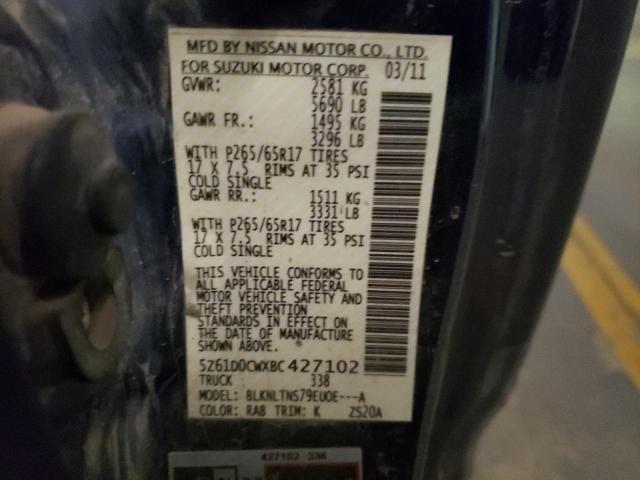 MFD BY NISSAN MOTOR CO., LTD.
FOR SUZUKI MOTOR CORP. 03/11
GVWR: 2581 KG
5690 LB
GAWR FR.: 1495 KG
3296 LB
WITH P265/65R17 TIRES
17 X 7.5 RIMS AT 35 PSI
COLD SINGLE
GAWR RR.: 1511 KG
3331 LB
WITH P265/65R17 TIRES
17 X 7.5 RIMS AT 35 PSI
COLD SINGLE
THIS VEHICLE CONFORMS TO
ALL APPLICABLE FEDERAL
MOTOR VEHICLE SAFETY AND
THEFT PREVENTION
STANDARDS IN EFFECT ON
THE DATE OF MANUFACTURE
SHOWN ABOVE.
5Z61D0CWXBC427102
TRUCK 338
MODEL: BLKNLTNS79EUOE---A
COLOR: RAB TRIM: K ZS20A
427102 338